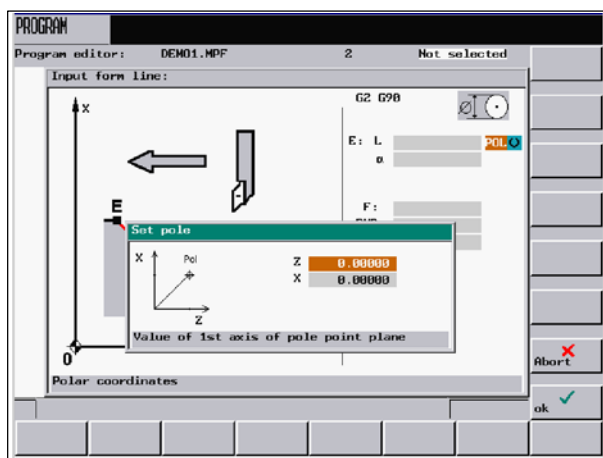 PROGRAM
Program editor: DEMO1.MPF 2 Not selected
Input form line:
X
G2 G90
E: L POL
α
E
F:
Set pole
X Pol Z 0.00000
X 0.00000
Z
Value of 1st axis of pole point plane
0
Polar coordinates
Abort
ok